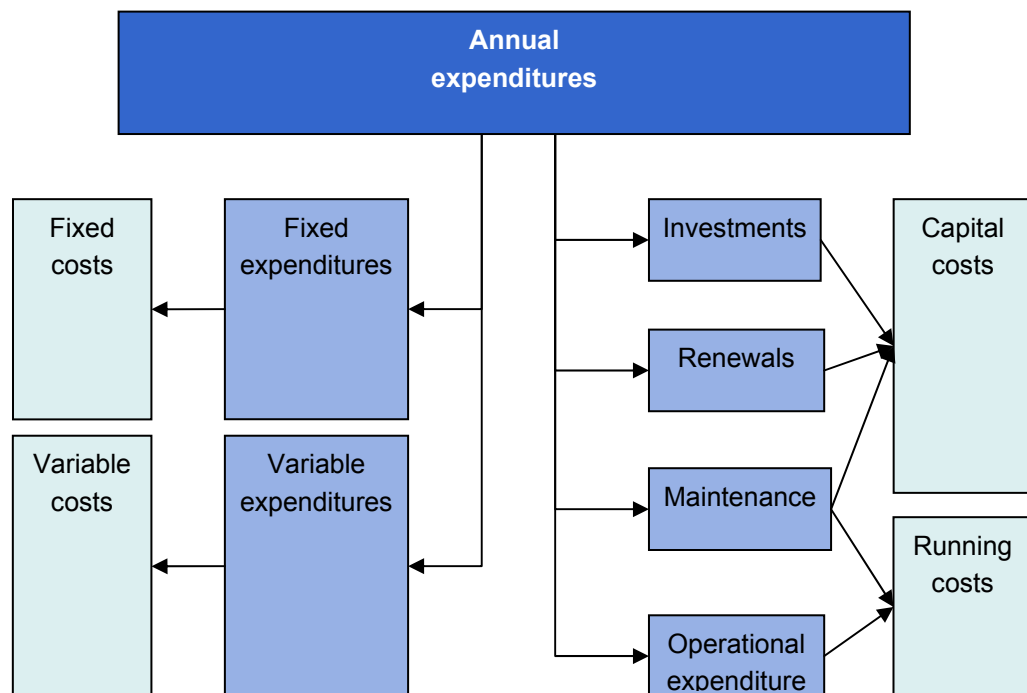 Annual
expenditures
Fixed
costs
Fixed
expenditures
Investments
Capital
costs
Renewals
Variable
costs
Variable
expenditures
Maintenance
Running
costs
Operational
expenditure